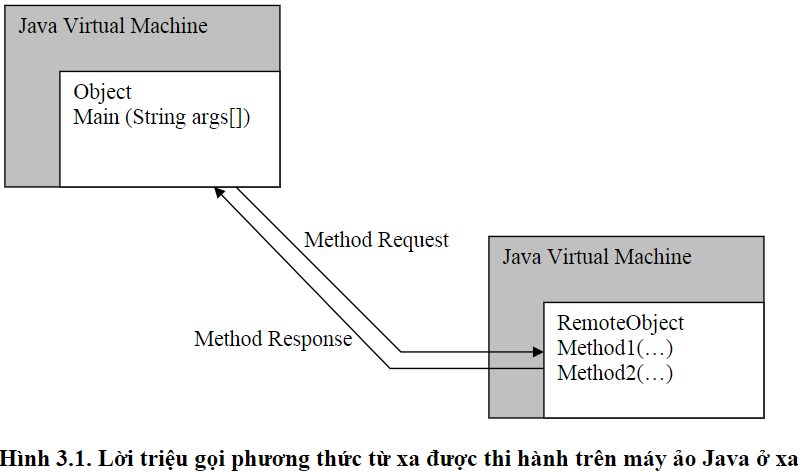 Java Virtual Machine
Object
Main (String args[])
Method Request
Java Virtual Machine
Method Response
RemoteObject
Method1(…)
Method2(…)
Hình 3.1. Lời triệu gọi phương thức từ xa được thi hành trên máy ảo Java ở xa